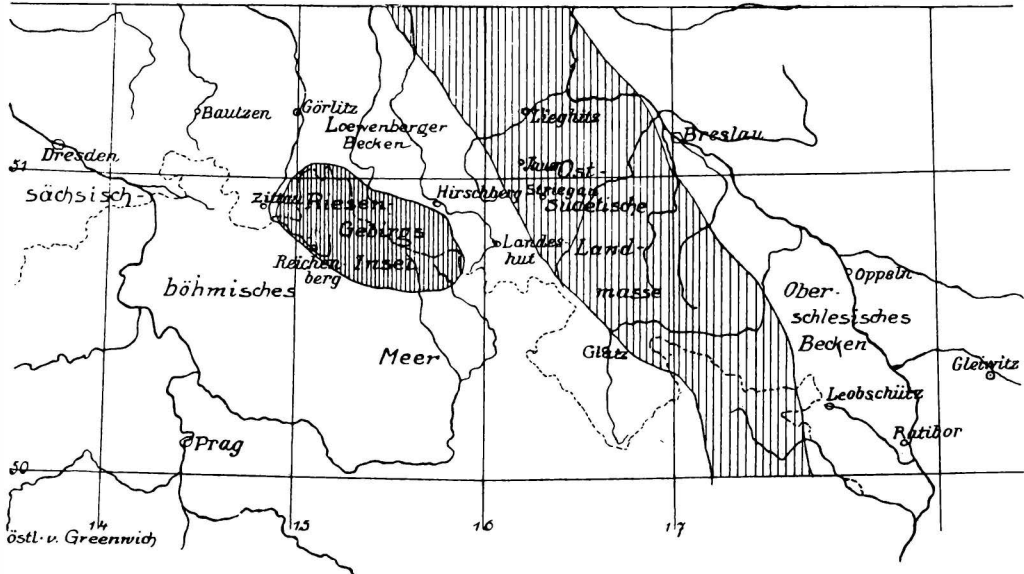 Bautzen
Görlitz
Loewenberger
Becken
Lieghits
Breslau
Dresden
51
sächsisch-
Zittau
Riesen-
Gebirgs
Insel
Reichen
berg
Hirschberg
Jauer
Striegau
Ost-
Sudetische
Land-
masse
Landes-
hut
böhmisches
Meer
Glatz
Ober-
schlesisches
Becken
Oppeln
Gleiwitz
Leobschütz
Ratibor
Prag
50
14
15
16
17
östl. v. Greenwich